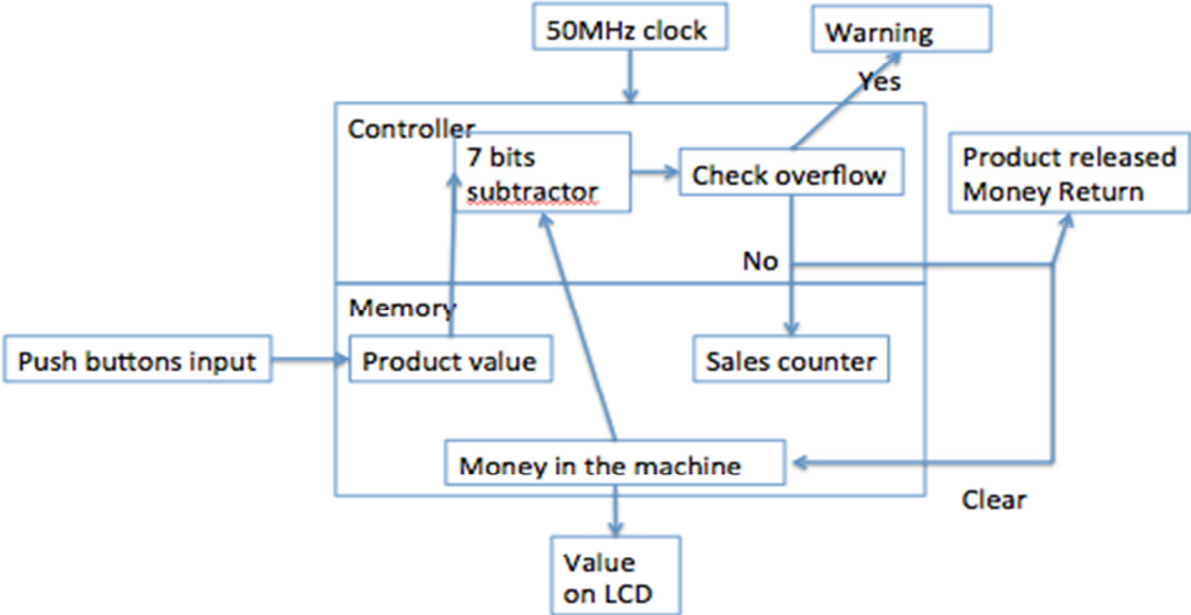 50MHz clock
Warning
Yes
Controller
7 bits
subtractor
Check overflow
Product released
Money Return
No
Memory
Push buttons input
Product value
Sales counter
Money in the machine
Clear
Value
on LCD